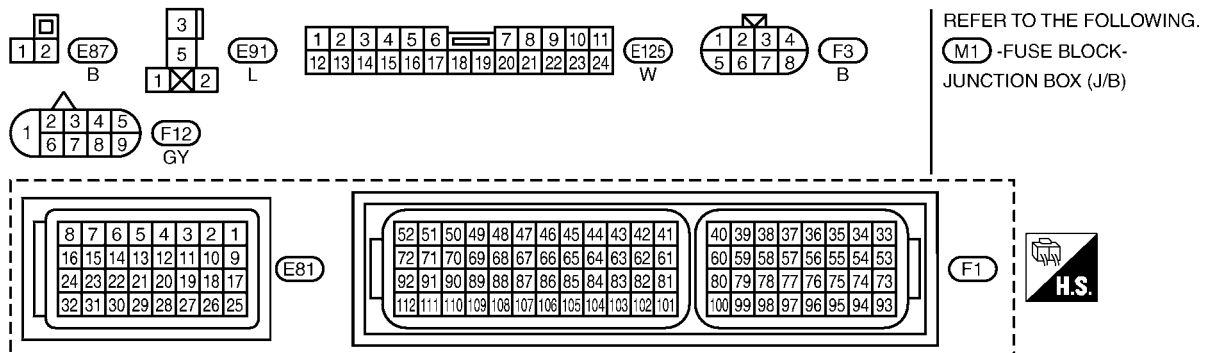 1 2 E87
B
3
5
1 2 E91
L
1 2 3 4 5 6 7 8 9 10 11
12 13 14 15 16 17 18 19 20 21 22 23 24 E125
W
1 2 3 4
5 6 7 8 F3
B
REFER TO THE FOLLOWING.
M1 -FUSE BLOCK-
JUNCTION BOX (J/B)
1 2 3 4 5
6 7 8 9 F12
GY
8 7 6 5 4 3 2 1
16 15 14 13 12 11 10 9
24 23 22 21 20 19 18 17
32 31 30 29 28 27 26 25
E81
52 51 50 49 48 47 46 45 44 43 42 41
72 71 70 69 68 67 66 65 64 63 62 61
92 91 90 89 88 87 86 85 84 83 82 81
112 111 110 109 108 107 106 105 104 103 102 101
40 39 38 37 36 35 34 33
60 59 58 57 56 55 54 53
80 79 78 77 76 75 74 73
100 99 98 97 96 95 94 93
F1
H.S.